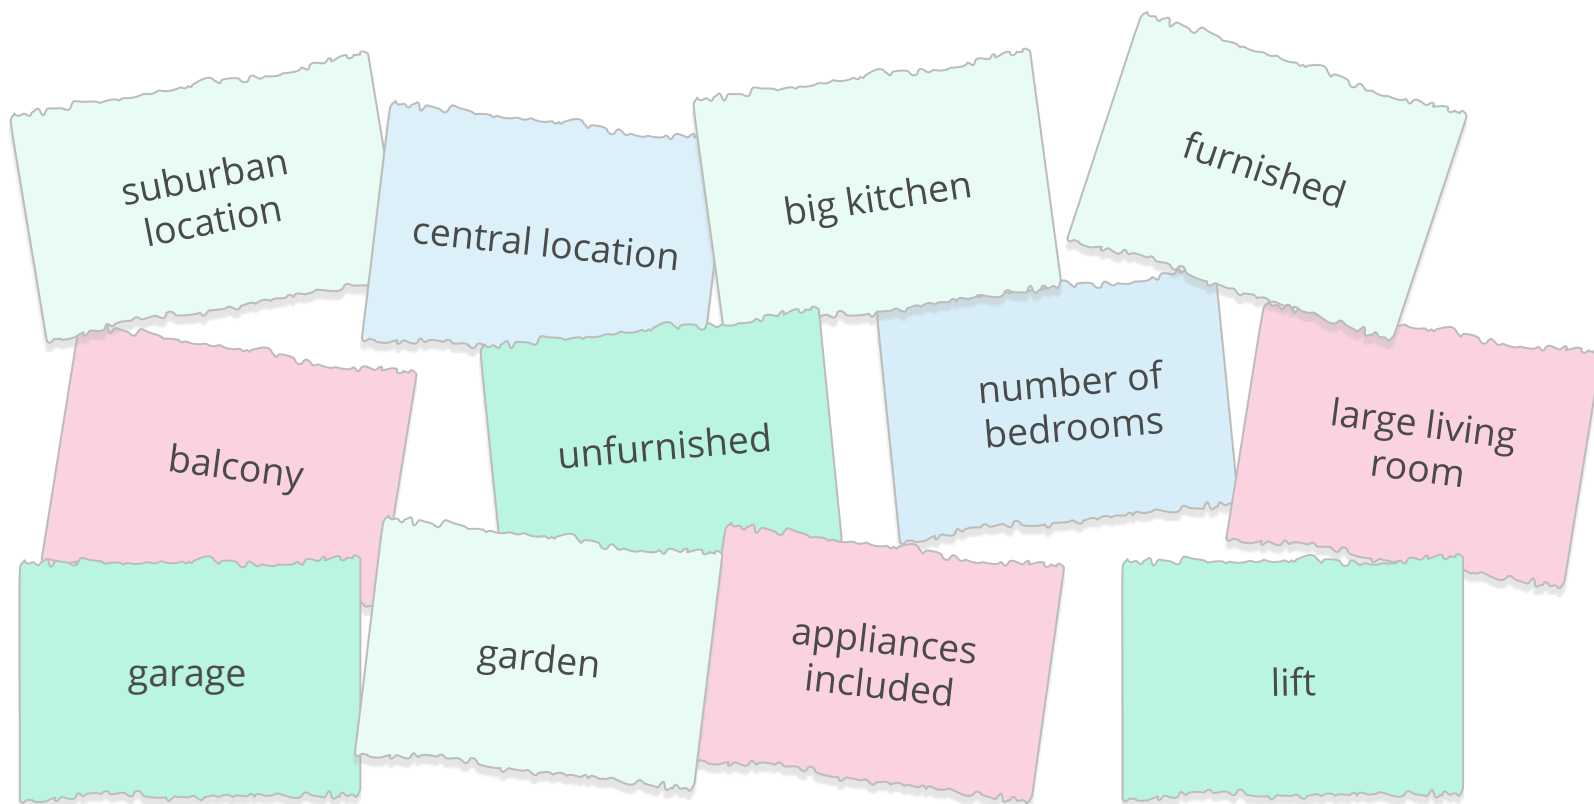 suburban
location
central location
big kitchen
furnished
balcony
unfurnished
number of
bedrooms
large living
room
garage
garden
appliances
included
lift